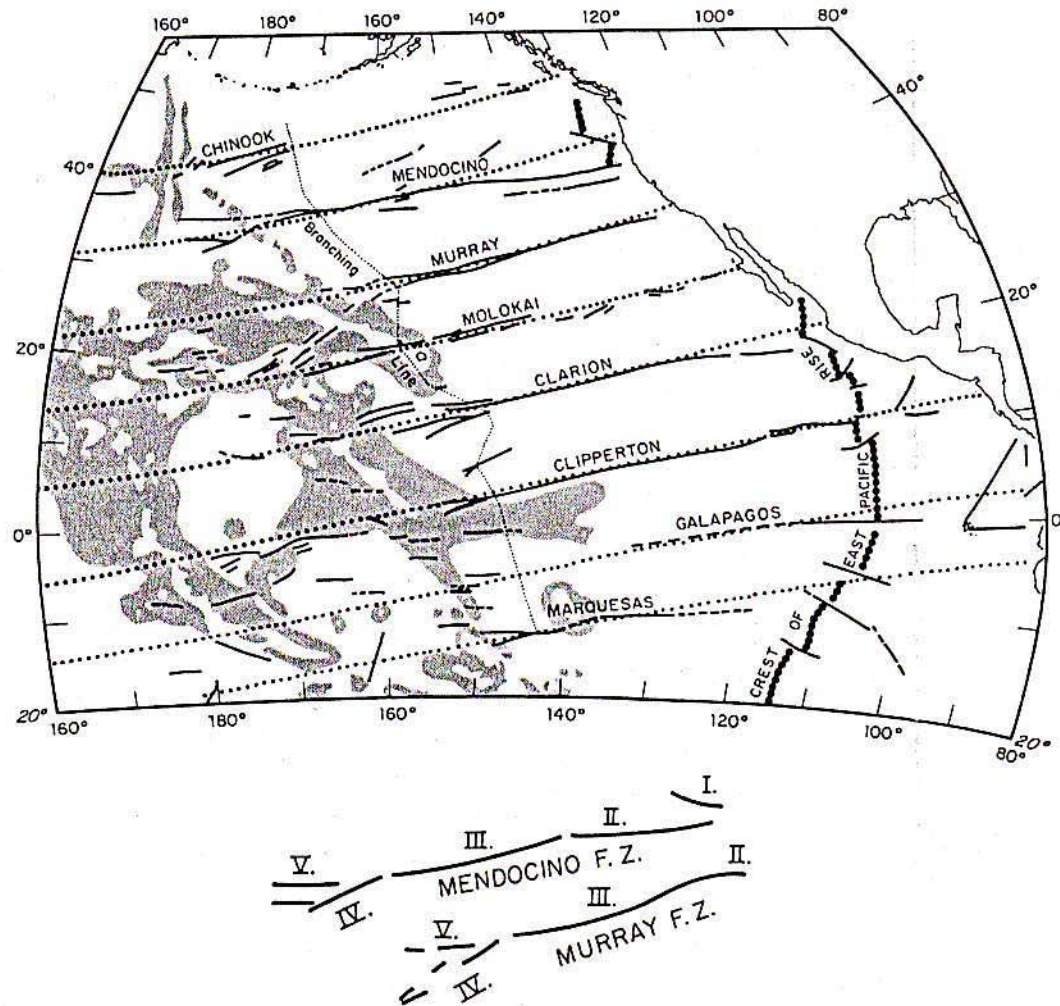 160° 180° 160° 140° 120° 100° 80°
40°
CHINOOK
40°
MENDOCINO
Branching
MURRAY
MOLOKAI
20°
20°
Line
CLARION
RISE
CLIPPERTON
PACIFIC
GALAPAGOS
0°
0°
EAST
MARQUESAS
OF
CREST
20°
160° 180° 160° 140° 120° 100° 80°
20°
I.
II.
III.
V.
MENDOCINO F. Z.
IV.
II.
III.
V.
MURRAY F. Z.
IV.